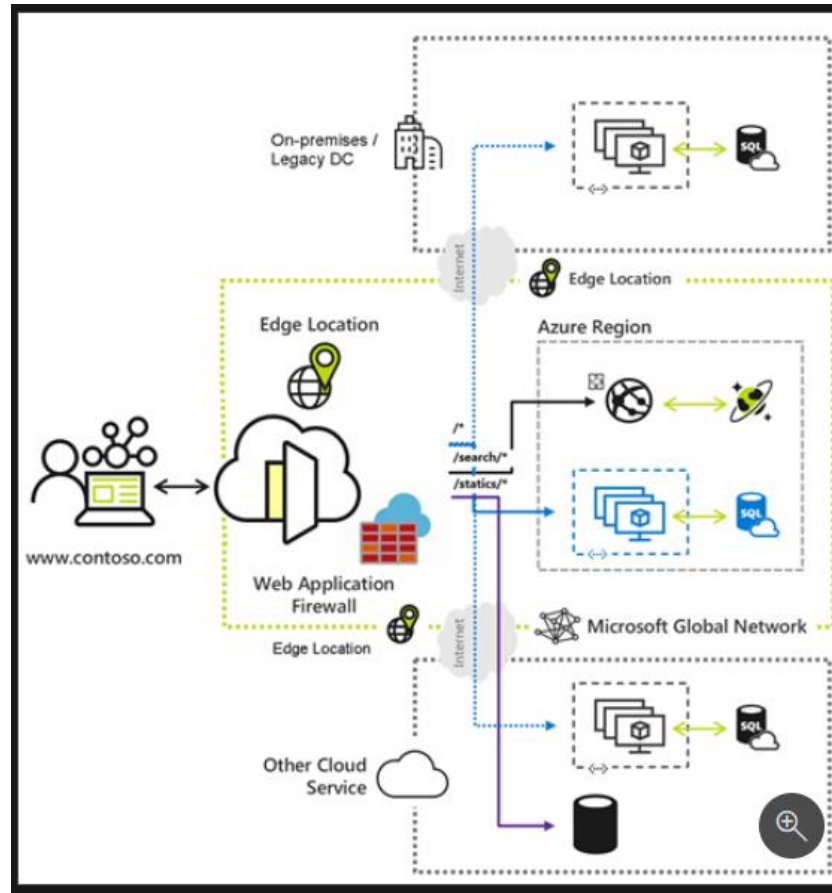 On-premises /
Legacy DC
SQL
Internet
Edge Location
Edge Location
Azure Region
/*
/search/*
/statics/*
www.contoso.com
SQL
Web Application
Firewall
Edge Location
Internet
Microsoft Global Network
SQL
Other Cloud
Service